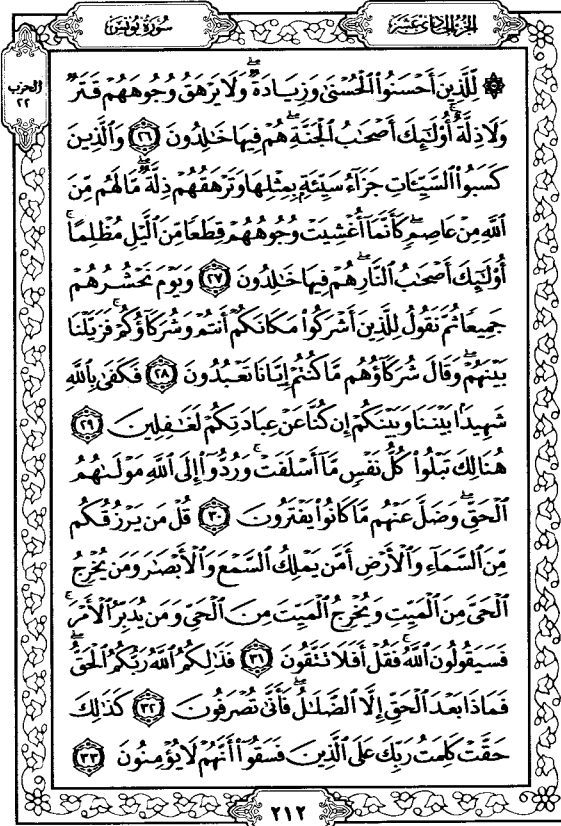 الجزء الحادي عشر
سورة يونس
الحزب
٢٢
۞ لِّلَّذِينَ أَحْسَنُوا۟ ٱلْحُسْنَىٰ وَزِيَادَةٌ ۖ وَلَا يَرْهَقُ وُجُوهَهُمْ قَتَرٌ
وَلَا ذِلَّةٌ ۚ أُو۟لَٰٓئِكَ أَصْحَٰبُ ٱلْجَنَّةِ ۖ هُمْ فِيهَا خَٰلِدُونَ ٢٦ وَٱلَّذِينَ
كَسَبُوا۟ ٱلسَّيِّـَٔاتِ جَزَآءُ سَيِّئَةٍۭ بِمِثْلِهَا وَتَرْهَقُهُمْ ذِلَّةٌ ۖ مَّا لَهُم مِّنَ
ٱللَّهِ مِنْ عَاصِمٍ ۖ كَأَنَّمَآ أُغْشِيَتْ وُجُوهُهُمْ قِطَعًا مِّنَ ٱلَّيْلِ مُظْلِمًا ۚ
أُو۟لَٰٓئِكَ أَصْحَٰبُ ٱلنَّارِ ۖ هُمْ فِيهَا خَٰلِدُونَ ٢٧ وَيَوْمَ نَحْشُرُهُمْ
جَمِيعًا ثُمَّ نَقُولُ لِلَّذِينَ أَشْرَكُوا۟ مَكَانَكُمْ أَنتُمْ وَشُرَكَآؤُكُمْ ۚ فَزَيَّلْنَا
بَيْنَهُمْ ۖ وَقَالَ شُرَكَآؤُهُم مَّا كُنتُمْ إِيَّانَا تَعْبُدُونَ ٢٨ فَكَفَىٰ بِٱللَّهِ
شَهِيدًۢا بَيْنَنَا وَبَيْنَكُمْ إِن كُنَّا عَنْ عِبَادَتِكُمْ لَغَٰفِلِينَ ٢٩
هُنَالِكَ تَبْلُوا۟ كُلُّ نَفْسٍ مَّآ أَسْلَفَتْ ۚ وَرُدُّوٓا۟ إِلَى ٱللَّهِ مَوْلَىٰهُمُ
ٱلْحَقِّ ۖ وَضَلَّ عَنْهُم مَّا كَانُوا۟ يَفْتَرُونَ ٣٠ قُلْ مَن يَرْزُقُكُم
مِّنَ ٱلسَّمَآءِ وَٱلْأَرْضِ أَمَّن يَمْلِكُ ٱلسَّمْعَ وَٱلْأَبْصَٰرَ وَمَن يُخْرِجُ
ٱلْحَىَّ مِنَ ٱلْمَيِّتِ وَيُخْرِجُ ٱلْمَيِّتَ مِنَ ٱلْحَىِّ وَمَن يُدَبِّرُ ٱلْأَمْرَ ۚ
فَسَيَقُولُونَ ٱللَّهُ ۚ فَقُلْ أَفَلَا تَتَّقُونَ ٣١ فَذَٰلِكُمُ ٱللَّهُ رَبُّكُمُ ٱلْحَقُّ ۖ
فَمَاذَا بَعْدَ ٱلْحَقِّ إِلَّا ٱلضَّلَٰلُ ۖ فَأَنَّىٰ تُصْرَفُونَ ٣٢ كَذَٰلِكَ
حَقَّتْ كَلِمَتُ رَبِّكَ عَلَى ٱلَّذِينَ فَسَقُوٓا۟ أَنَّهُمْ لَا يُؤْمِنُونَ ٣٣
٢١٢